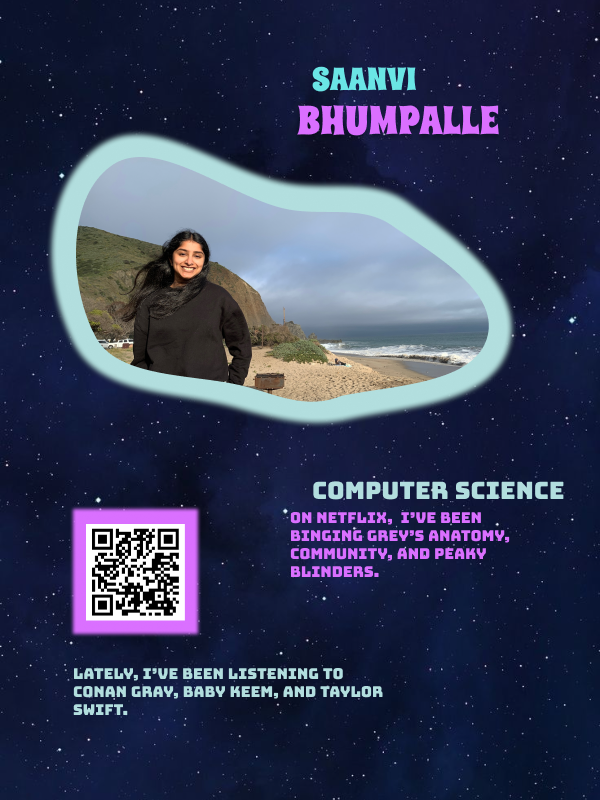 SAANVI
BHUMPALLE
COMPUTER SCIENCE
ON NETFLIX, I'VE BEEN
BINGING GREY'S ANATOMY,
COMMUNITY, AND PEAKY
BLINDERS.
LATELY, I'VE BEEN LISTENING TO
CONAN GRAY, BABY KEEM, AND TAYLOR
SWIFT.